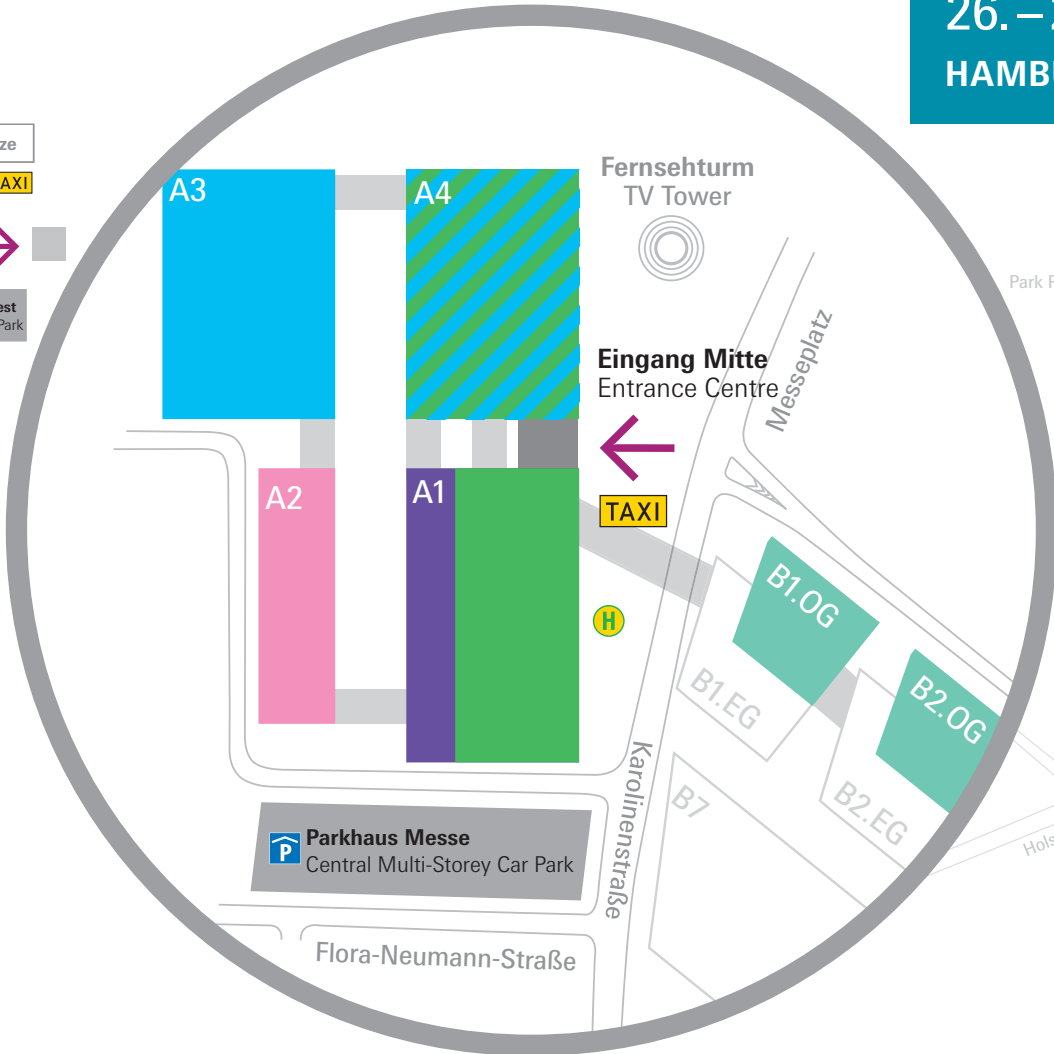 26. –
HAMBU
ze
TAXI
est
Park
A3
A4
Fernsehturm
TV Tower
Park
Messeplatz
Eingang Mitte
Entrance Centre
TAXI
A2
A1
H
B1.OG
B1.EG
B2.OG
B2.EG
B7
Karolinenstraße
Hols
P
Parkhaus Messe
Central Multi-Storey Car Park
Flora-Neumann-Straße